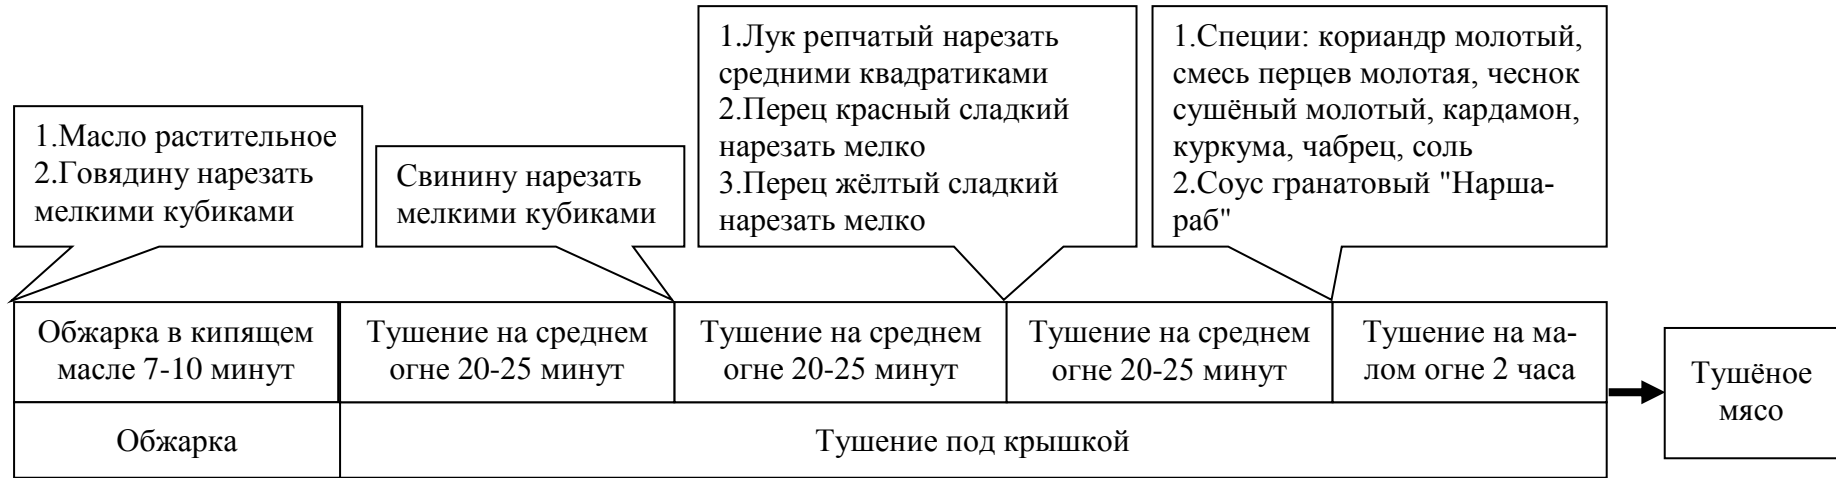 1.Масло растительное
2.Говядину нарезать
мелкими кубиками
Свинину нарезать
мелкими кубиками
1.Лук репчатый нарезать
средними квадратиками
2.Перец красный сладкий
нарезать мелко
3.Перец жёлтый сладкий
нарезать мелко
1.Специи: кориандр молотый,
смесь перцев молотая, чеснок
сушёный молотый, кардамон,
куркума, чабрец, соль
2.Соус гранатовый "Нарша-
раб"
Обжарка в кипящем
масле 7-10 минут
Тушение на среднем
огне 20-25 минут
Тушение на среднем
огне 20-25 минут
Тушение на среднем
огне 20-25 минут
Тушение на ма-
лом огне 2 часа
Обжарка
Тушение под крышкой
Тушёное
мясо